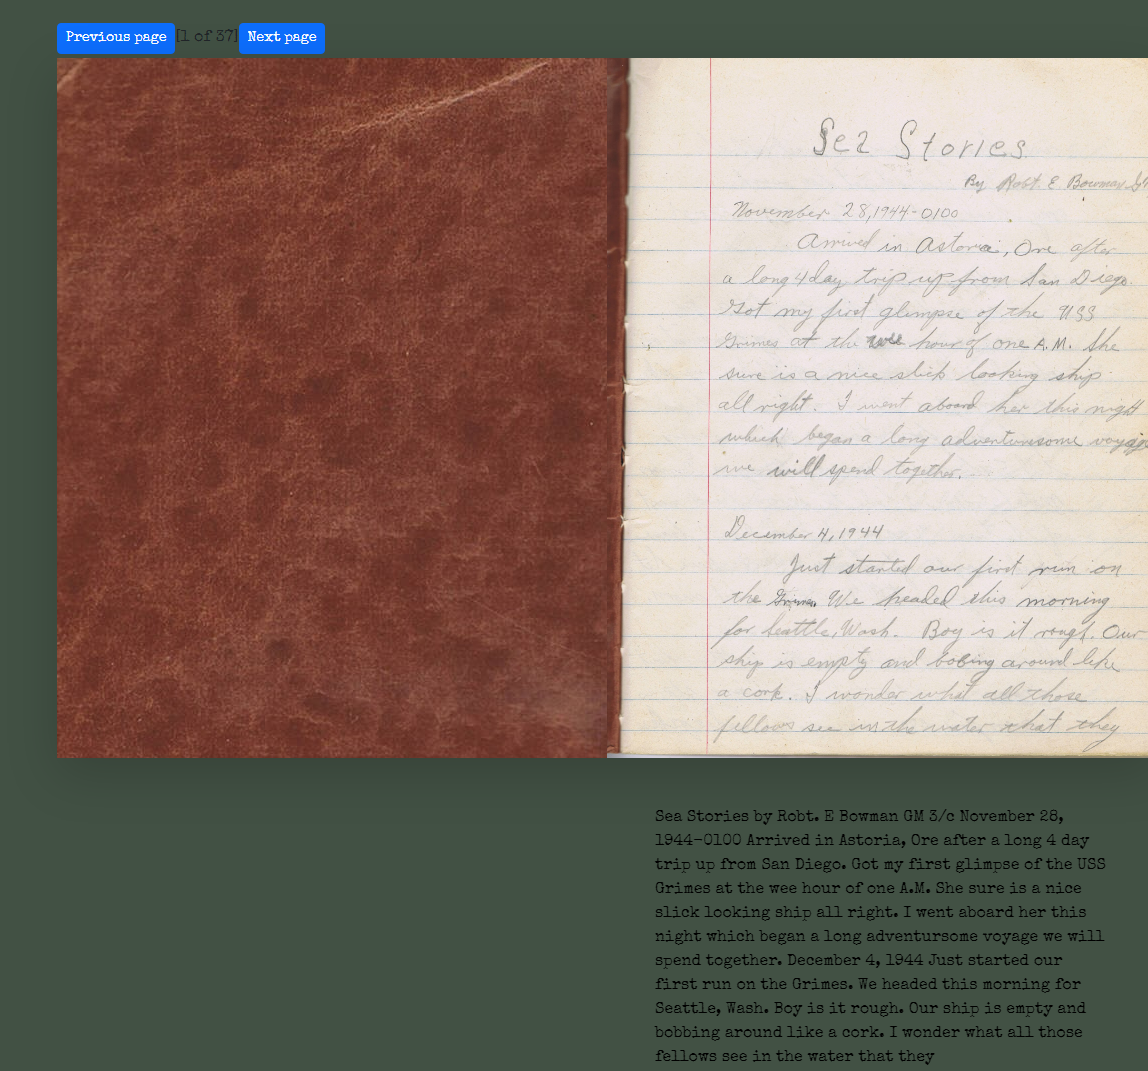 Previous page [1 of 37] Next page
Sea Stories
By Robt. E Bowman
November 28, 1944-0100
Arrived in Astoria, Ore after
a long 4 day trip up from San Diego.
Got my first glimpse of the USS
Grimes at the wee hour of one A.M. She
sure is a nice slick looking ship
all right. I went aboard her this night
which began a long adventuresome voyage
we will spend together.
December 4, 1944
Just started our first run on
the Grimes. We headed this morning
for Seattle, Wash. Boy is it rough. Our
ship is empty and bobing around like
a cork. I wonder what all those
fellows see in the water that they
Sea Stories by Robt. E Bowman GM 3/c November 28,
1944-0100 Arrived in Astoria, Ore after a long 4 day
trip up from San Diego. Got my first glimpse of the USS
Grimes at the wee hour of one A.M. She sure is a nice
slick looking ship all right. I went aboard her this
night which began a long adventursome voyage we will
spend together. December 4, 1944 Just started our
first run on the Grimes. We headed this morning for
Seattle, Wash. Boy is it rough. Our ship is empty and
bobbing around like a cork. I wonder what all those
fellows see in the water that they